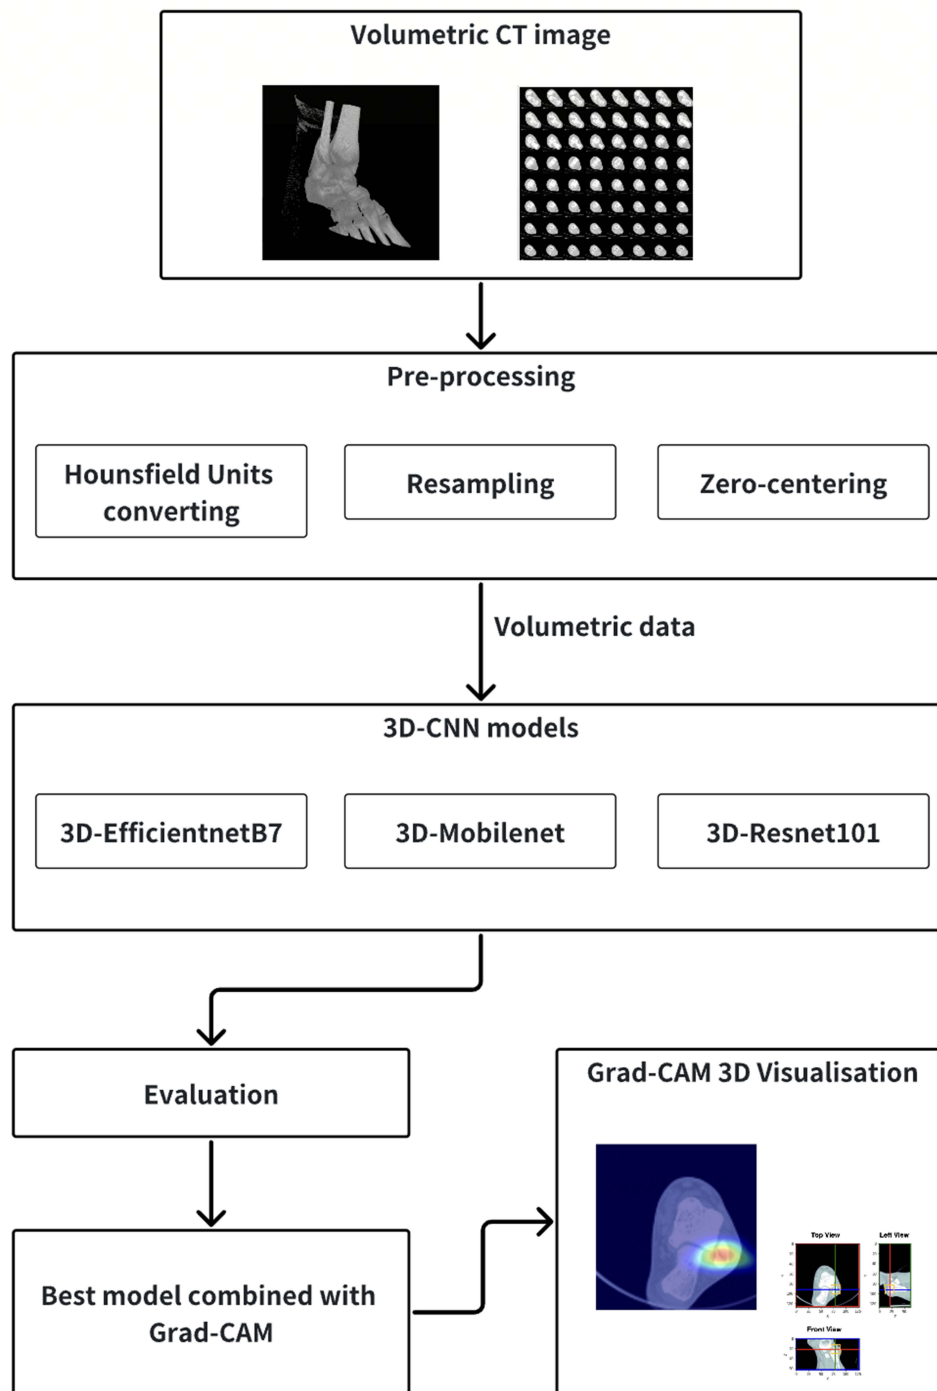 Volumetric CT image
Pre-processing
Hounsfield Units
converting
Resampling
Zero-centering
Volumetric data
3D-CNN models
3D-EfficientnetB7
3D-Mobilenet
3D-Resnet101
Evaluation
Grad-CAM 3D Visualisation
Best model combined with
Grad-CAM
Top View
Left View
Front View